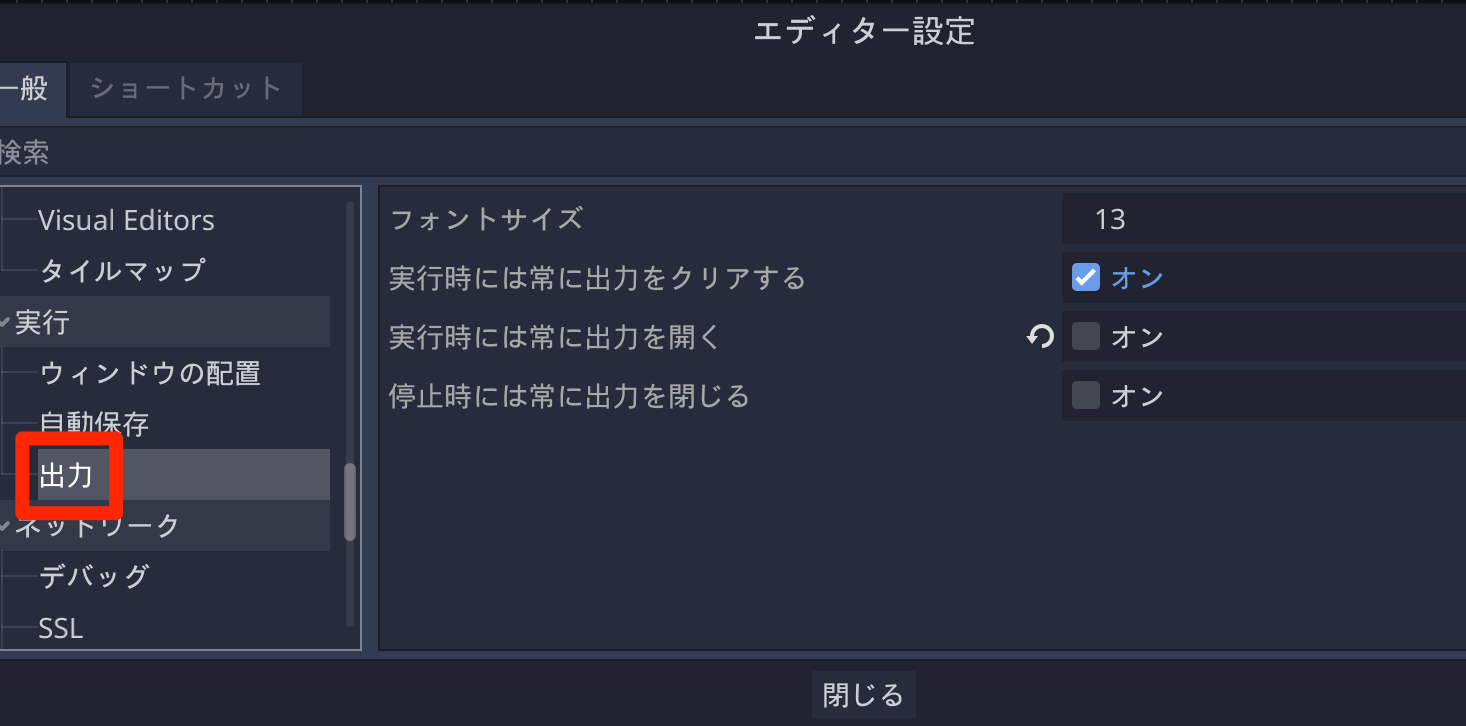 エディター設定
一般
ショートカット
検索
Visual Editors
タイルマップ
実行
ウィンドウの配置
自動保存
出力
ネットワーク
デバッグ
SSL
フォントサイズ 13
実行時には常に出力をクリアする オン
実行時には常に出力を開く オン
停止時には常に出力を閉じる オン
閉じる